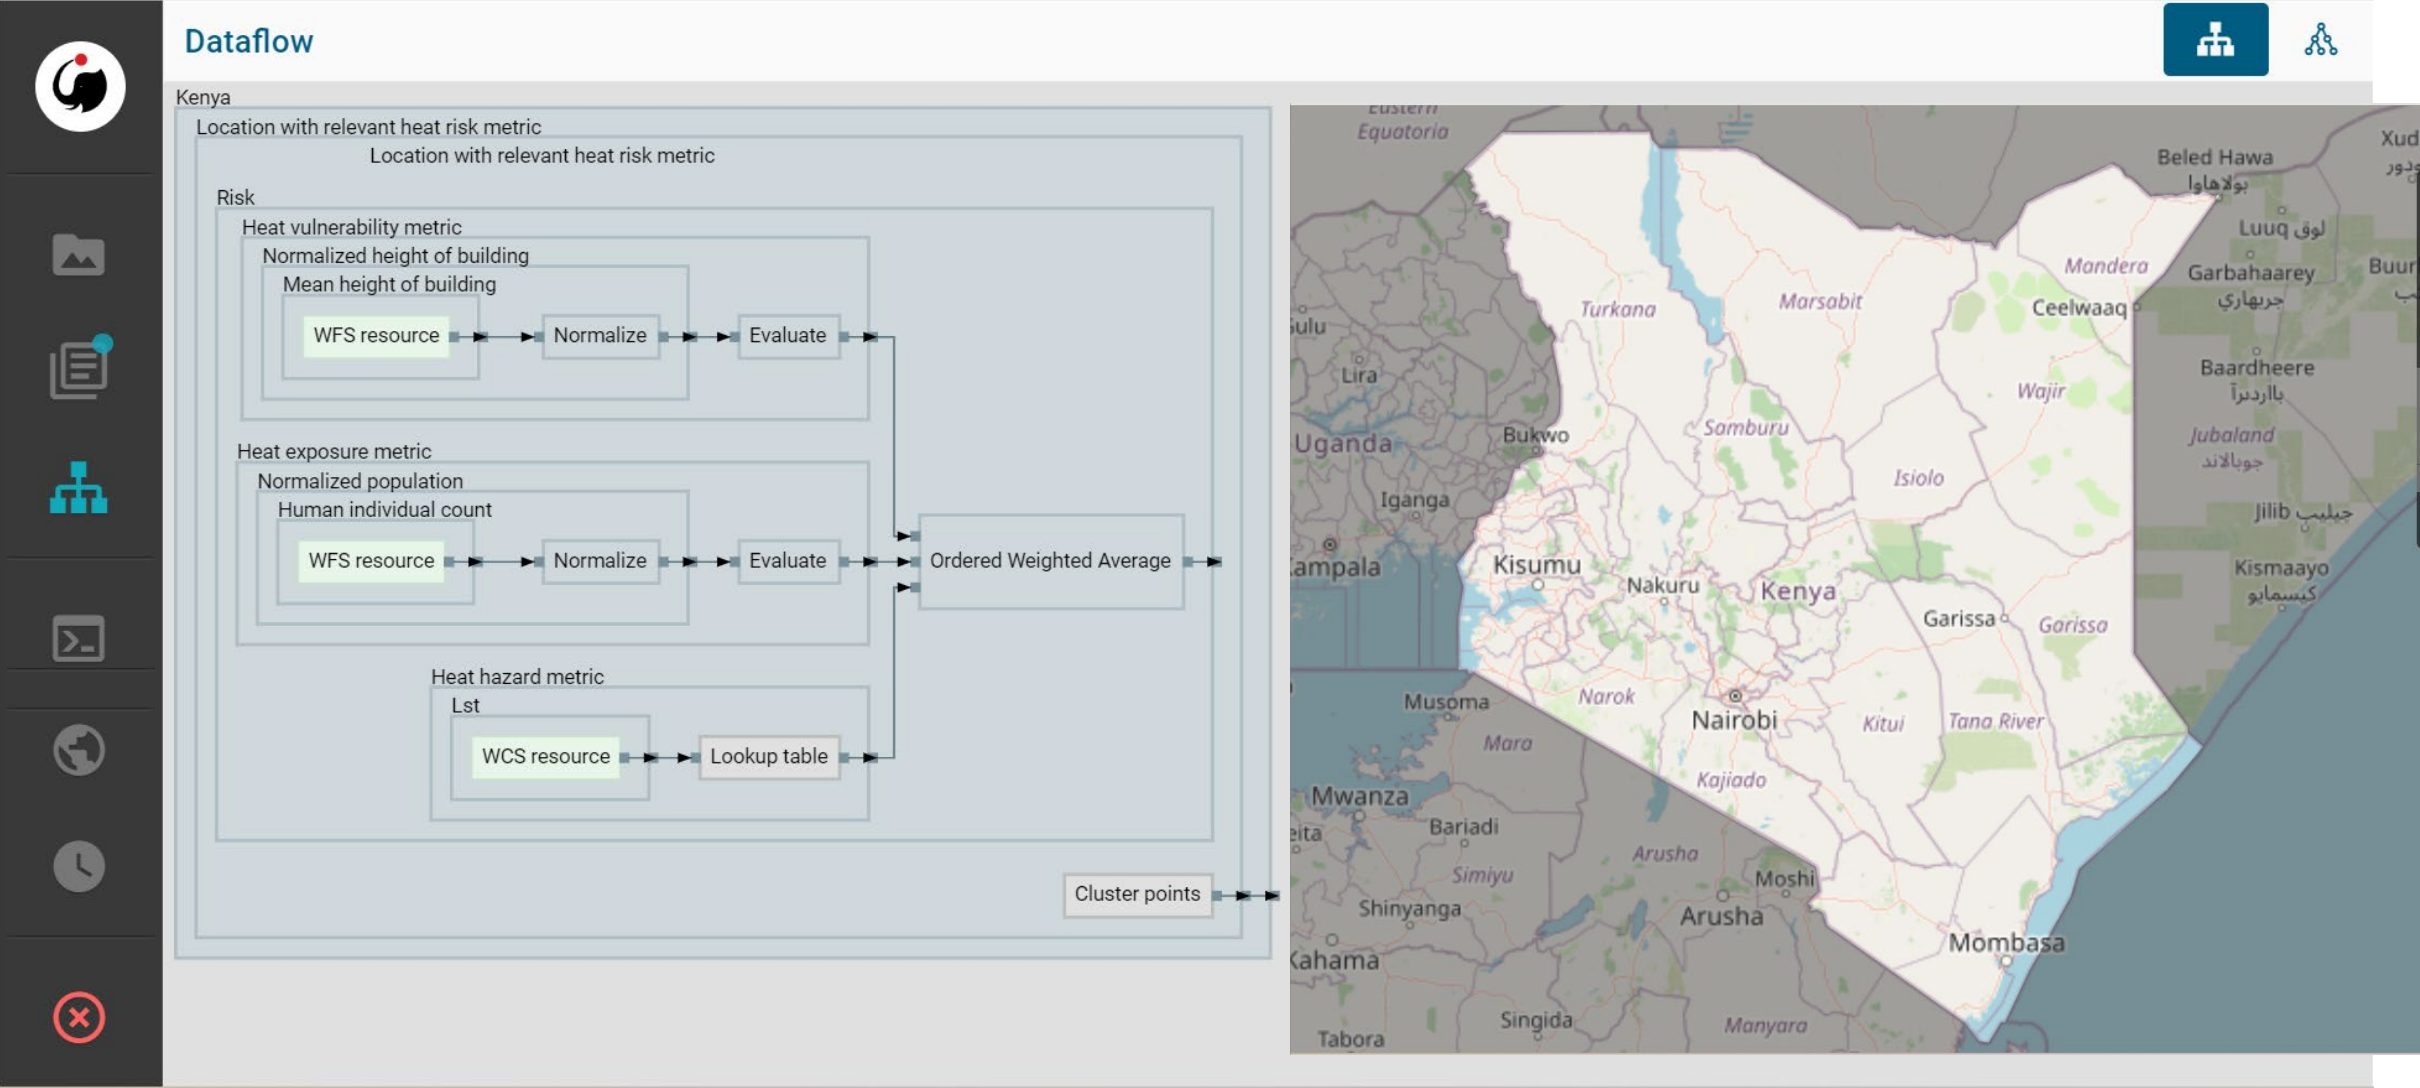 Dataflow
Kenya
Location with relevant heat risk metric
Location with relevant heat risk metric
Risk
Heat vulnerability metric
Normalized height of building
Mean height of building
WFS resource
Normalize
Evaluate
Heat exposure metric
Normalized population
Human individual count
WFS resource
Normalize
Evaluate
Ordered Weighted Average
Heat hazard metric
Lst
WCS resource
Lookup table
Cluster points
Eastern
Equatoria
Beled Hawa
بولاهاوا
Luuq لوق
Mandera
Garbahaarey
جربهاري
Ceelwaaq
Turkana
Marsabit
Lira
Baardheere
Wajir
Samburu
Jubaland
جوبالاند
Uganda
Bukwo
Isiolo
Iganga
Jilib جيليب
Kisumu
Kismaayo
كيسمايو
Nakuru
Kenya
Garissa
Garissa
Musoma
Narok
Nairobi
Kitui
Tana River
Mara
Kajiado
Mwanza
Bariadi
Arusha
Simiyu
Moshi
Shinyanga
Arusha
Mombasa
Kahama
Singida
Manyara
Tabora